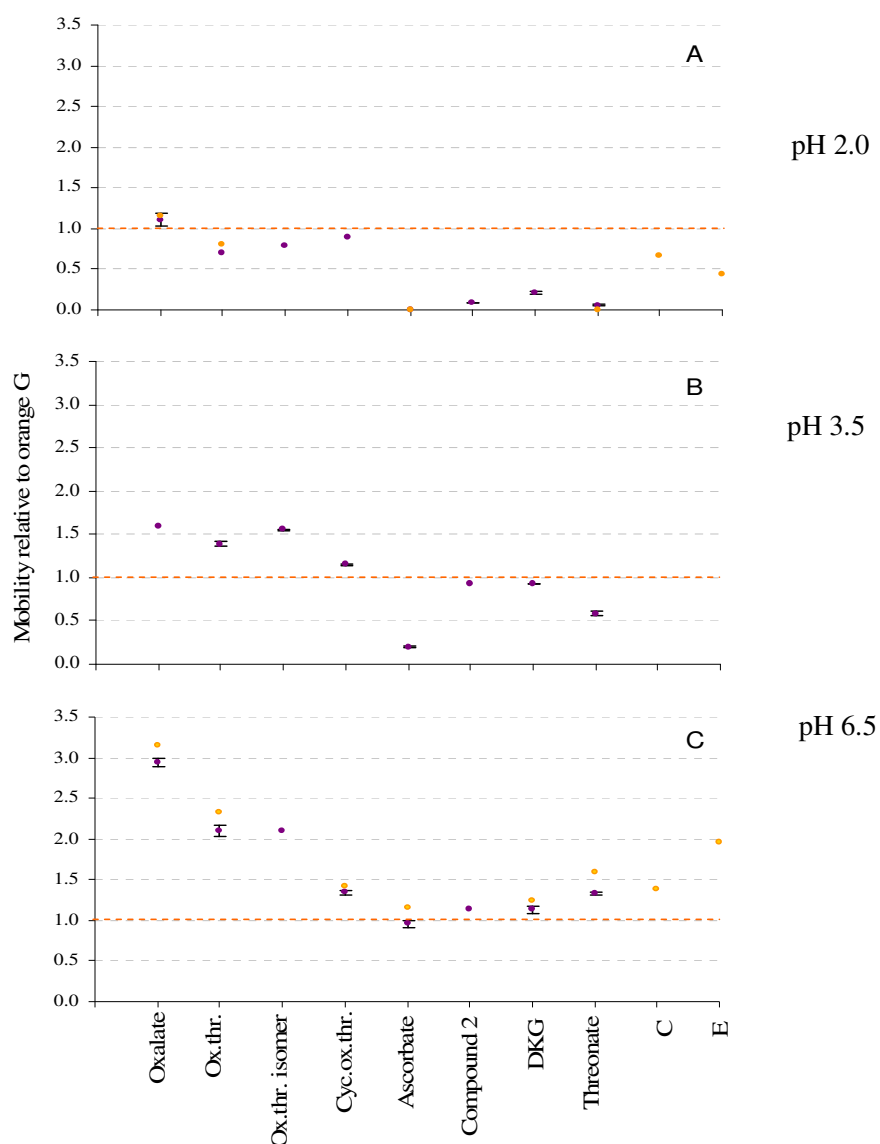 3.5
A
3.0
2.5
2.0
pH 2.0
1.5
1.0
0.5
0.0
3.5
B
3.0
pH 3.5
2.5
2.0
1.5
1.0
0.5
0.0
Mobility relative to orange G
3.5
C
pH 6.5
3.0
2.5
2.0
1.5
1.0
0.5
0.0
Oxalate
Ox.thr.
Ox.thr. isomer
Cyc.ox.thr.
Ascorbate
Compound 2
DKG
Threonate
C
E